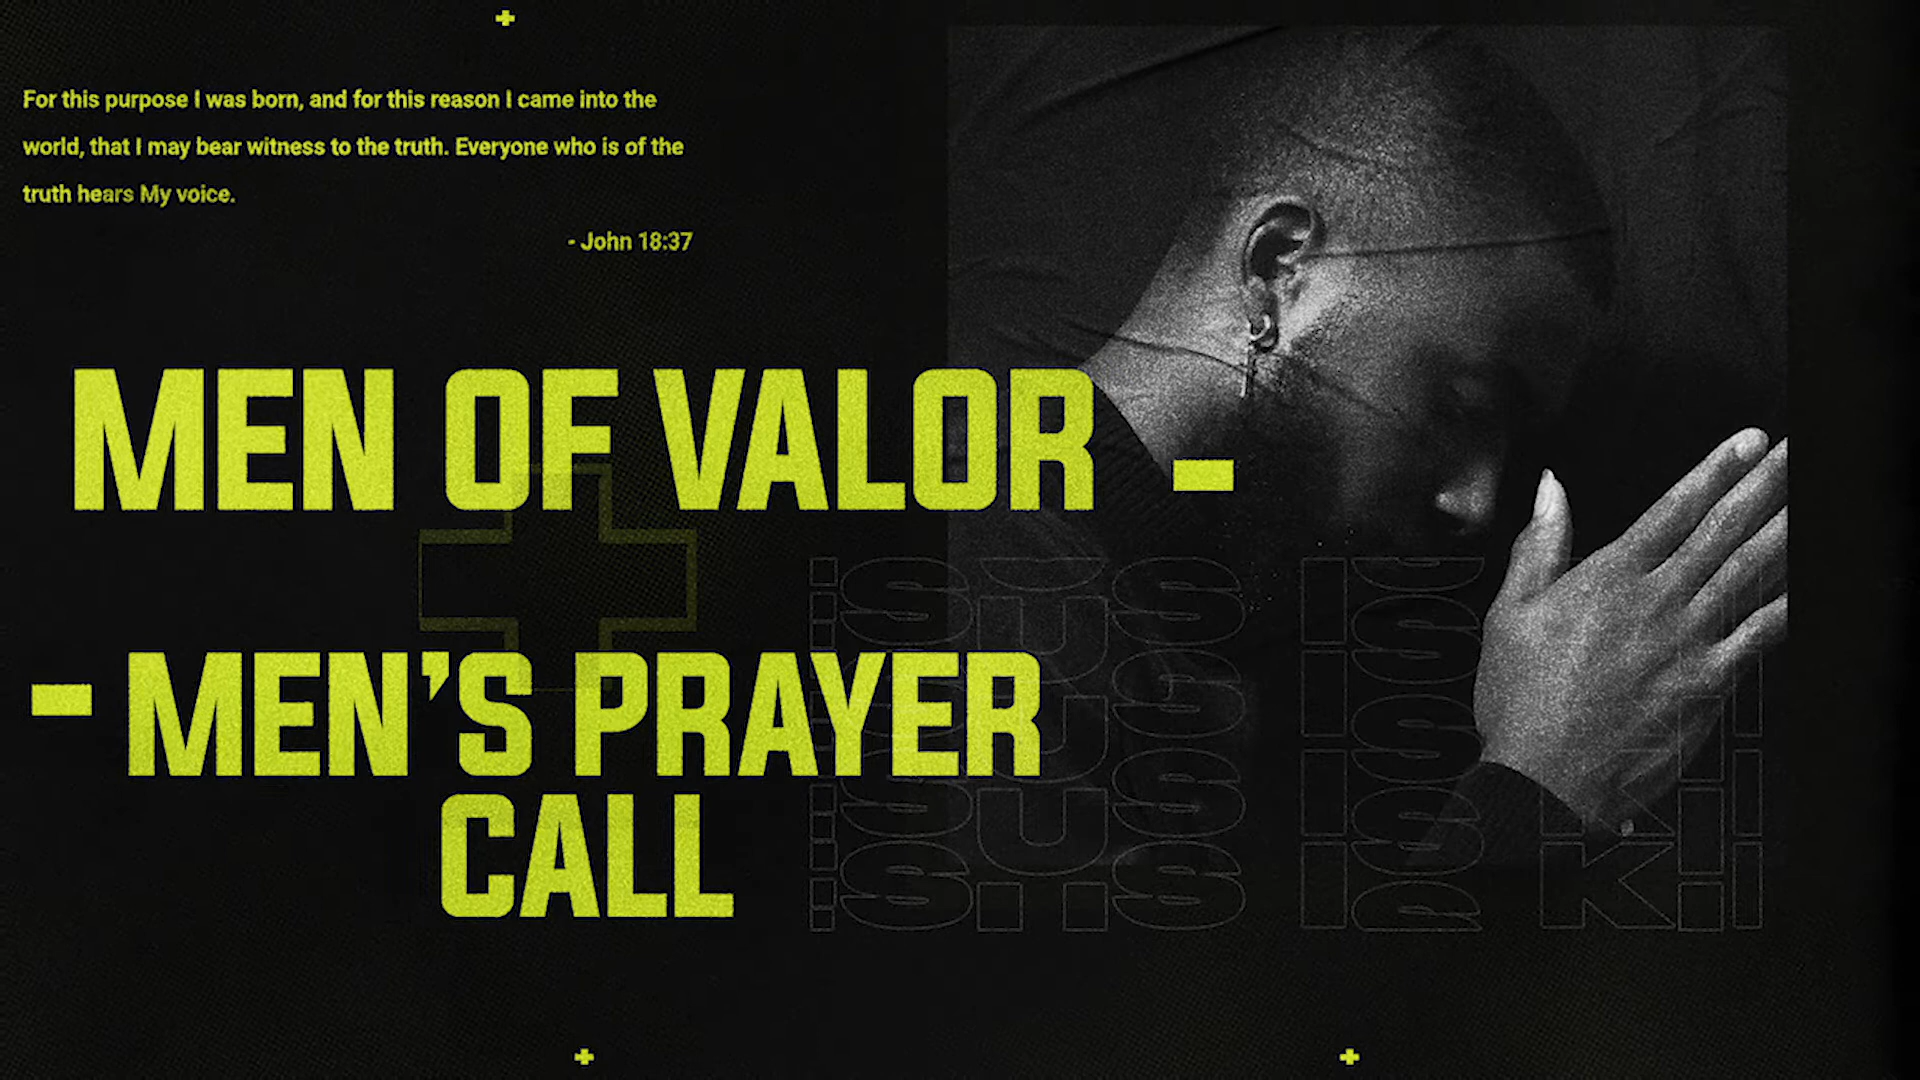 For this purpose I was born, and for this reason I came into the
world, that I may bear witness to the truth. Everyone who is of the
truth hears My voice.
- John 18:37
MEN OF VALOR -
- MEN'S PRAYER
CALL